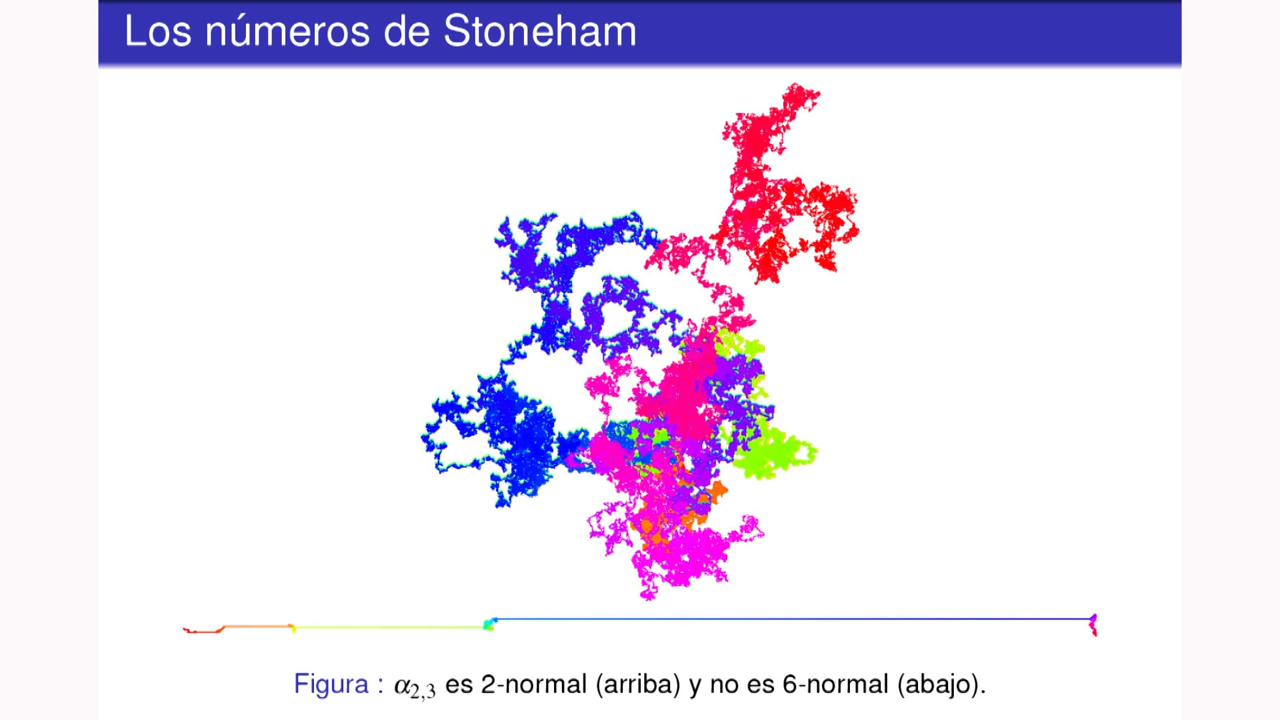 Los números de Stoneham
Figura : α2,3 es 2-normal (arriba) y no es 6-normal (abajo).